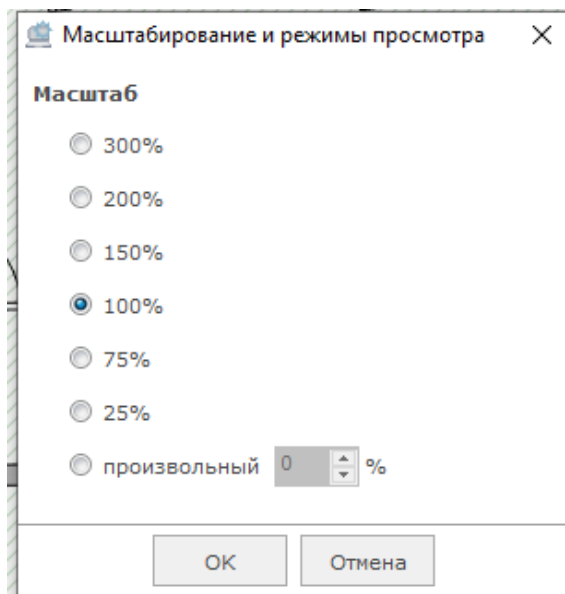 Масштабирование и режимы просмотра
Масштаб
300%
200%
150%
100%
75%
25%
произвольный 0 %
OK Отмена